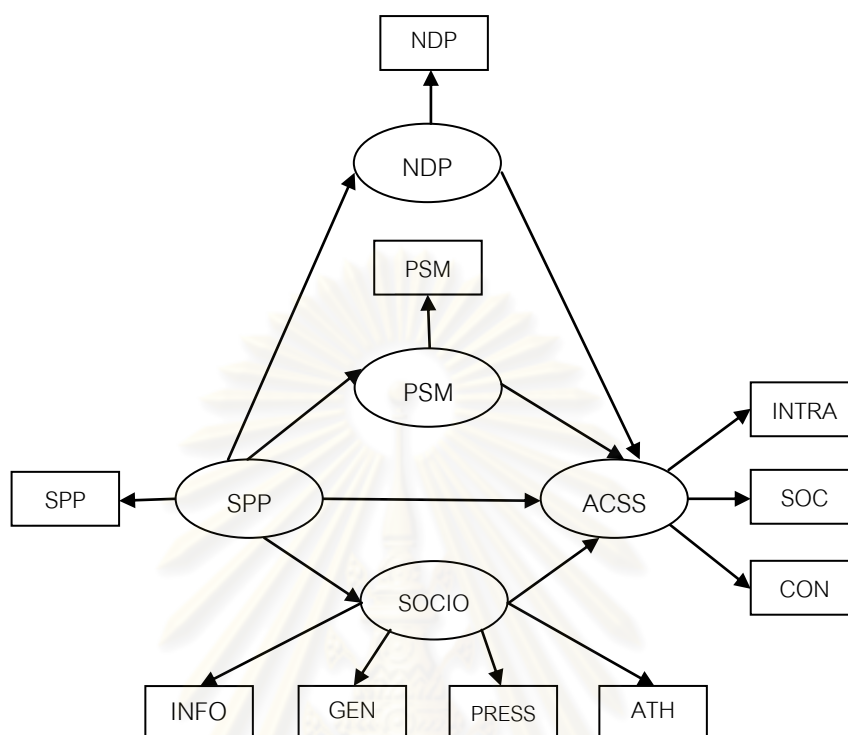 NDP
NDP
PSM
PSM
INTRA
SPP
SPP
ACSS
SOC
CON
SOCIO
INFO
GEN
PRESS
ATH